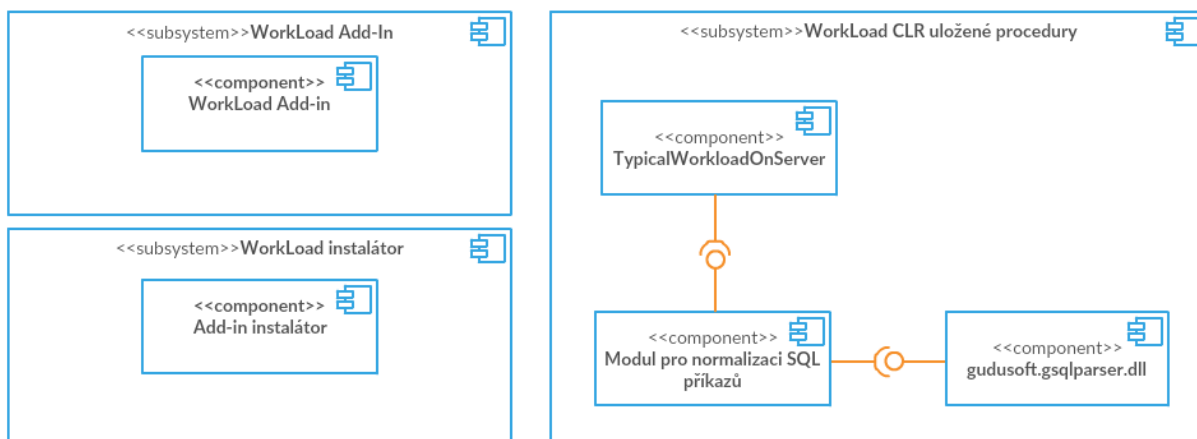 <<subsystem>>WorkLoad Add-In
<<component>>
WorkLoad Add-in
<<subsystem>>WorkLoad instalátor
<<component>>
Add-in instalátor
<<subsystem>>WorkLoad CLR uložené procedury
<<component>>
TypicalWorkloadOnServer
<<component>>
Modul pro normalizaci SQL
příkazů
<<component>>
gudusoft.gsqlparser.dll